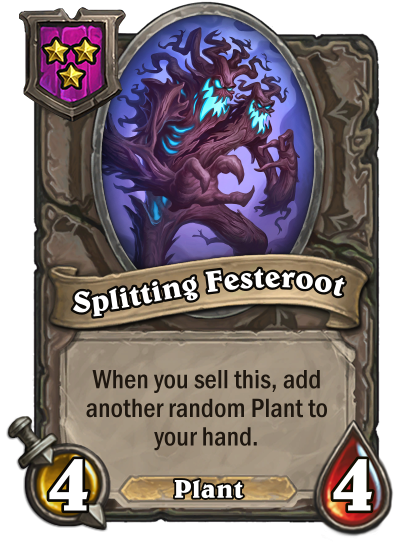 Splitting Festeroot
When you sell this, add
another random Plant to
your hand.
4
Plant
4